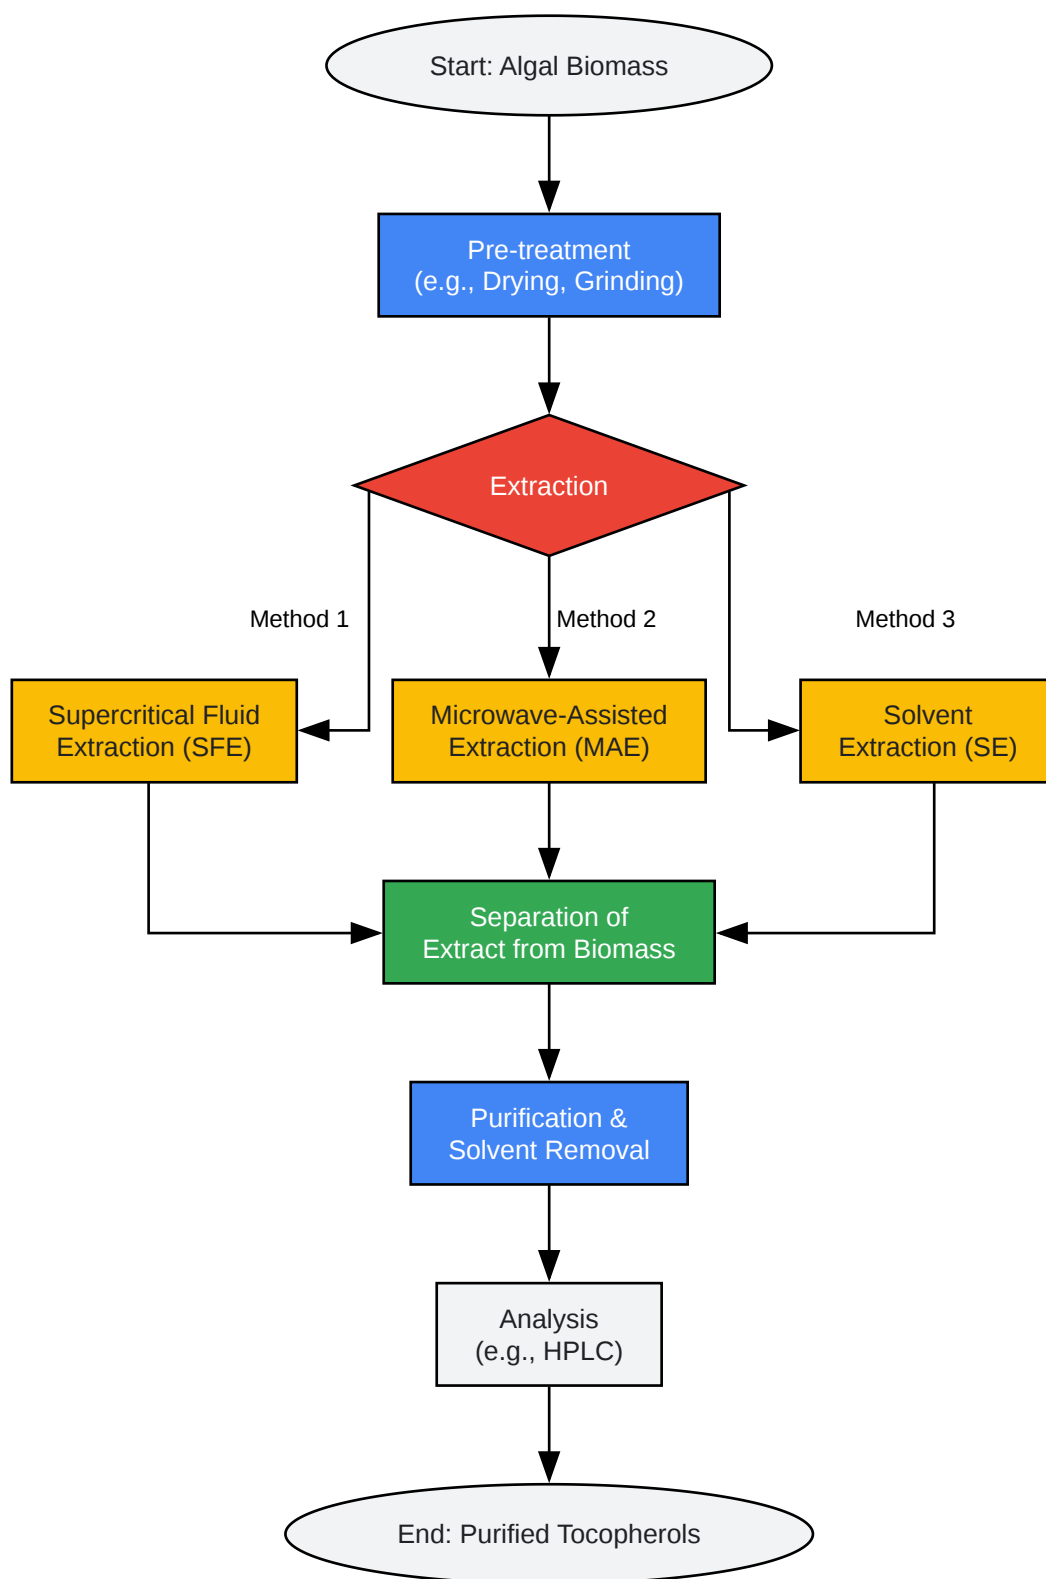 Start: Algal Biomass
Pre-treatment
(e.g., Drying, Grinding)
Extraction
Method 1
Method 2
Method 3
Supercritical Fluid
Extraction (SFE)
Microwave-Assisted
Extraction (MAE)
Solvent
Extraction (SE)
Separation of
Extract from Biomass
Purification &
Solvent Removal
Analysis
(e.g., HPLC)
End: Purified Tocopherols